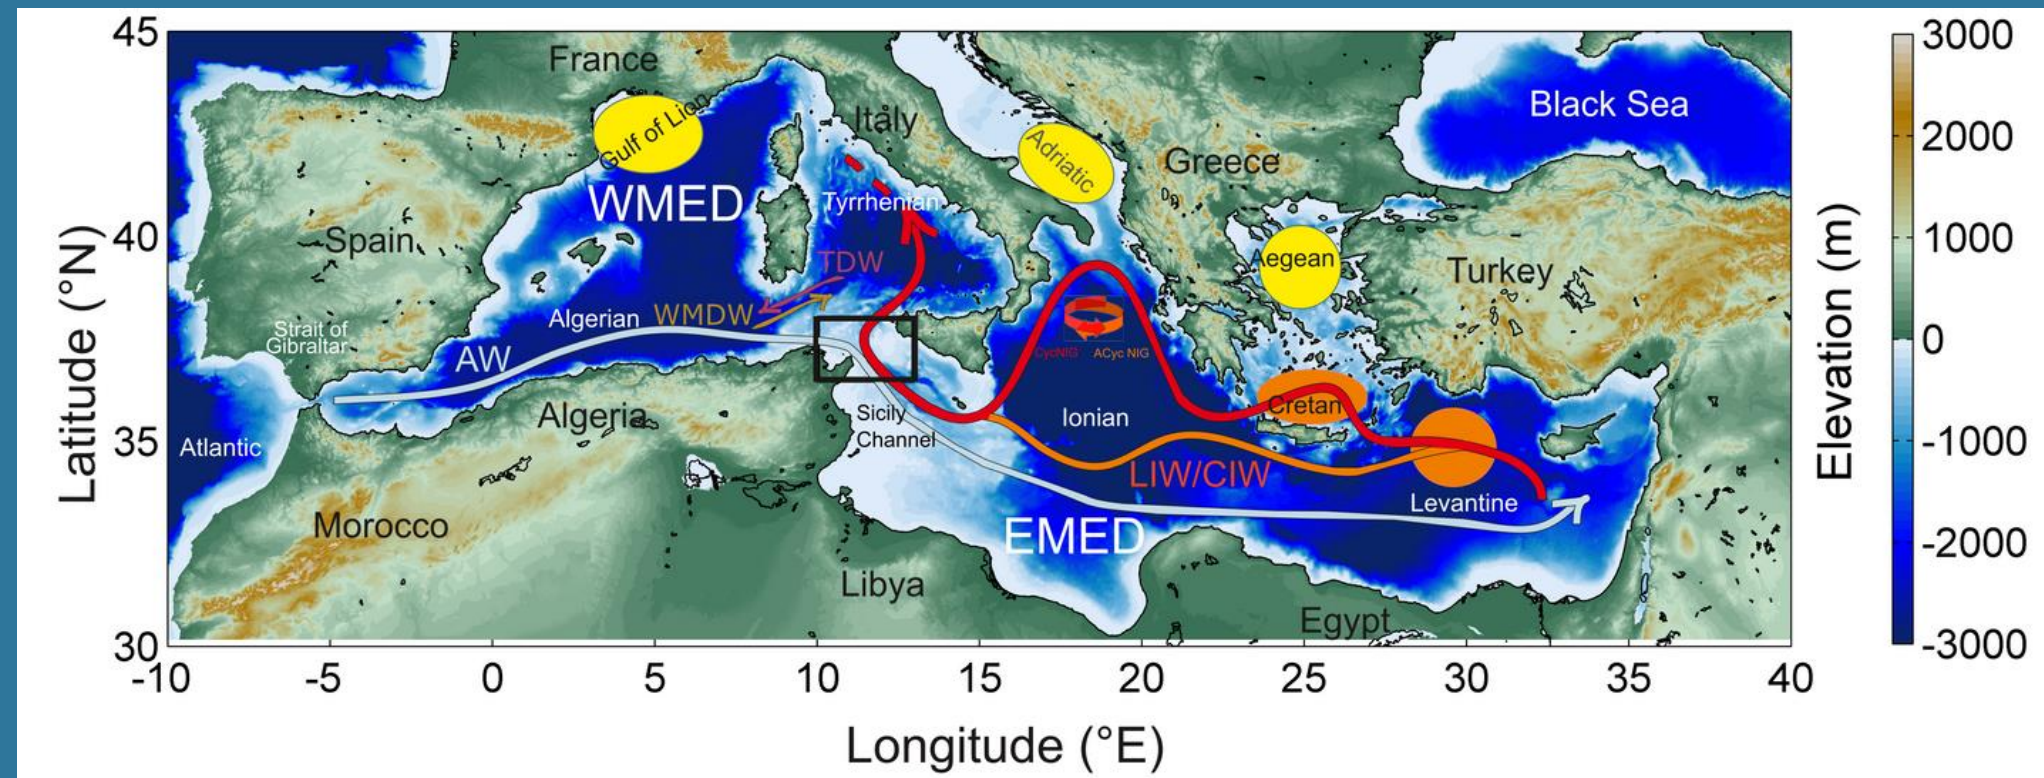 45
40
35
30
Latitude (°N)
-10
-5
0
5
10
15
20
25
30
35
40
Longitude (°E)
France
Gulf of Lion
WMED
Spain
Strait of
Gibraltar
Atlantic
AW
Algerian
WMDW
TDW
Tyrrhenian
Italy
Adriatic
Greece
Aegean
Turkey
Black Sea
CycNIG
ACyc NIG
Cretan
Ionian
Sicily
Channel
LIW/CIW
Levantine
EMED
Algeria
Morocco
Libya
Egypt
3000
2000
1000
0
-1000
-2000
-3000
Elevation (m)